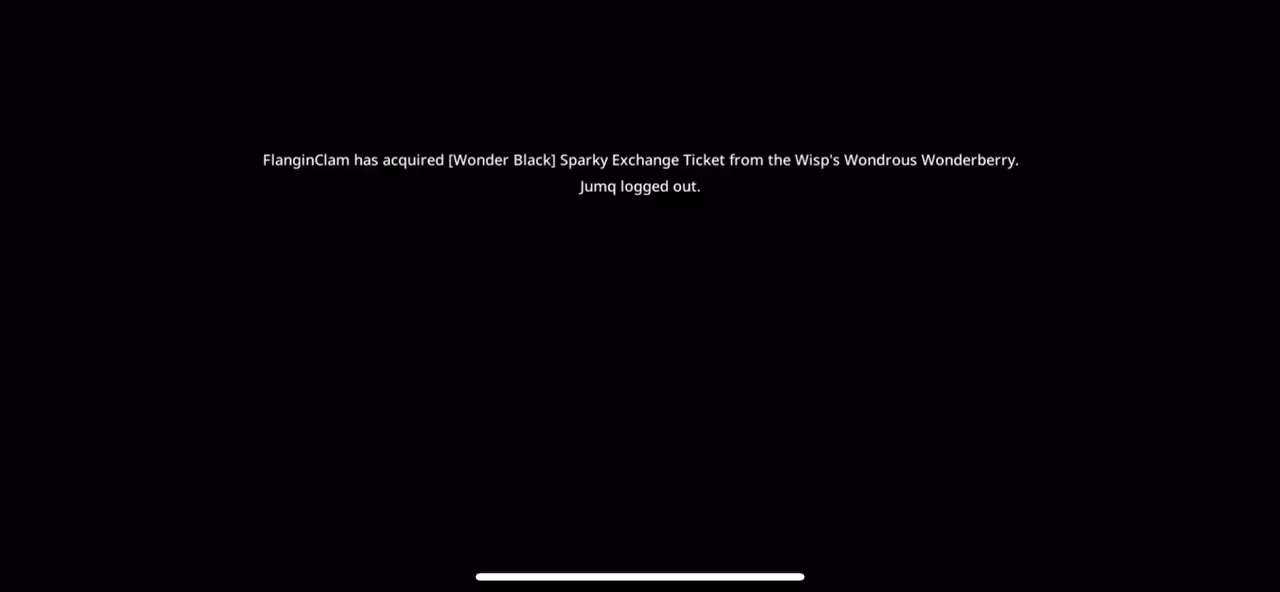 FlanginClam has acquired [Wonder Black] Sparky Exchange Ticket from the Wisp's Wondrous Wonderberry.
Jumq logged out.